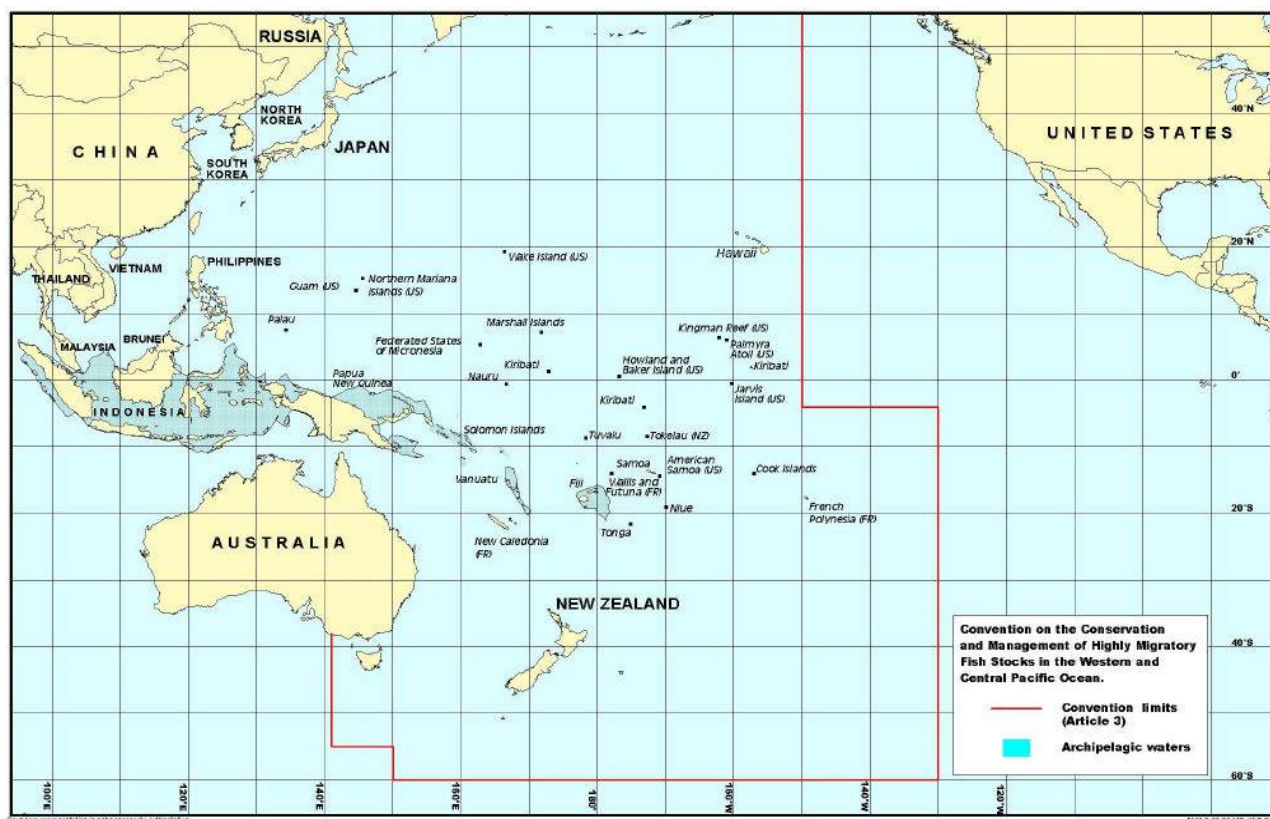 RUSSIA
NORTH
KOREA
CHINA
JAPAN
SOUTH
KOREA
UNITED STATES
40°N
20°N
0°
20°S
40°S
60°S
THAILAND
VIETNAM
PHILIPPINES
Wake Island (US)
Hawaii
Guam (US)
Northern Mariana
Islands (US)
Palau
MALAYSIA
BRUNEI
Federated States
of Micronesia
Marshall Islands
Kingman Reef (US)
Palmyra
Atoll (US)
Kiribati
Kiribati
Howland and
Baker Island (US)
Nauru
Papua
New Guinea
INDONESIA
Jarvis
Island (US)
Kiribati
Solomon Islands
Tuvalu
Tokelau (NZ)
Samoa
American
Samoa (US)
Cook Islands
Vanuatu
Fiji
Wallis and
Futuna (FR)
Niue
French
Polynesia (FR)
Tonga
New Caledonia
(FR)
AUSTRALIA
NEW ZEALAND
Convention on the Conservation
and Management of Highly Migratory
Fish Stocks in the Western and
Central Pacific Ocean.
Convention limits
(Article 3)
Archipelagic waters
100°E
120°E
140°E
160°E
180°
160°W
140°W
120°W